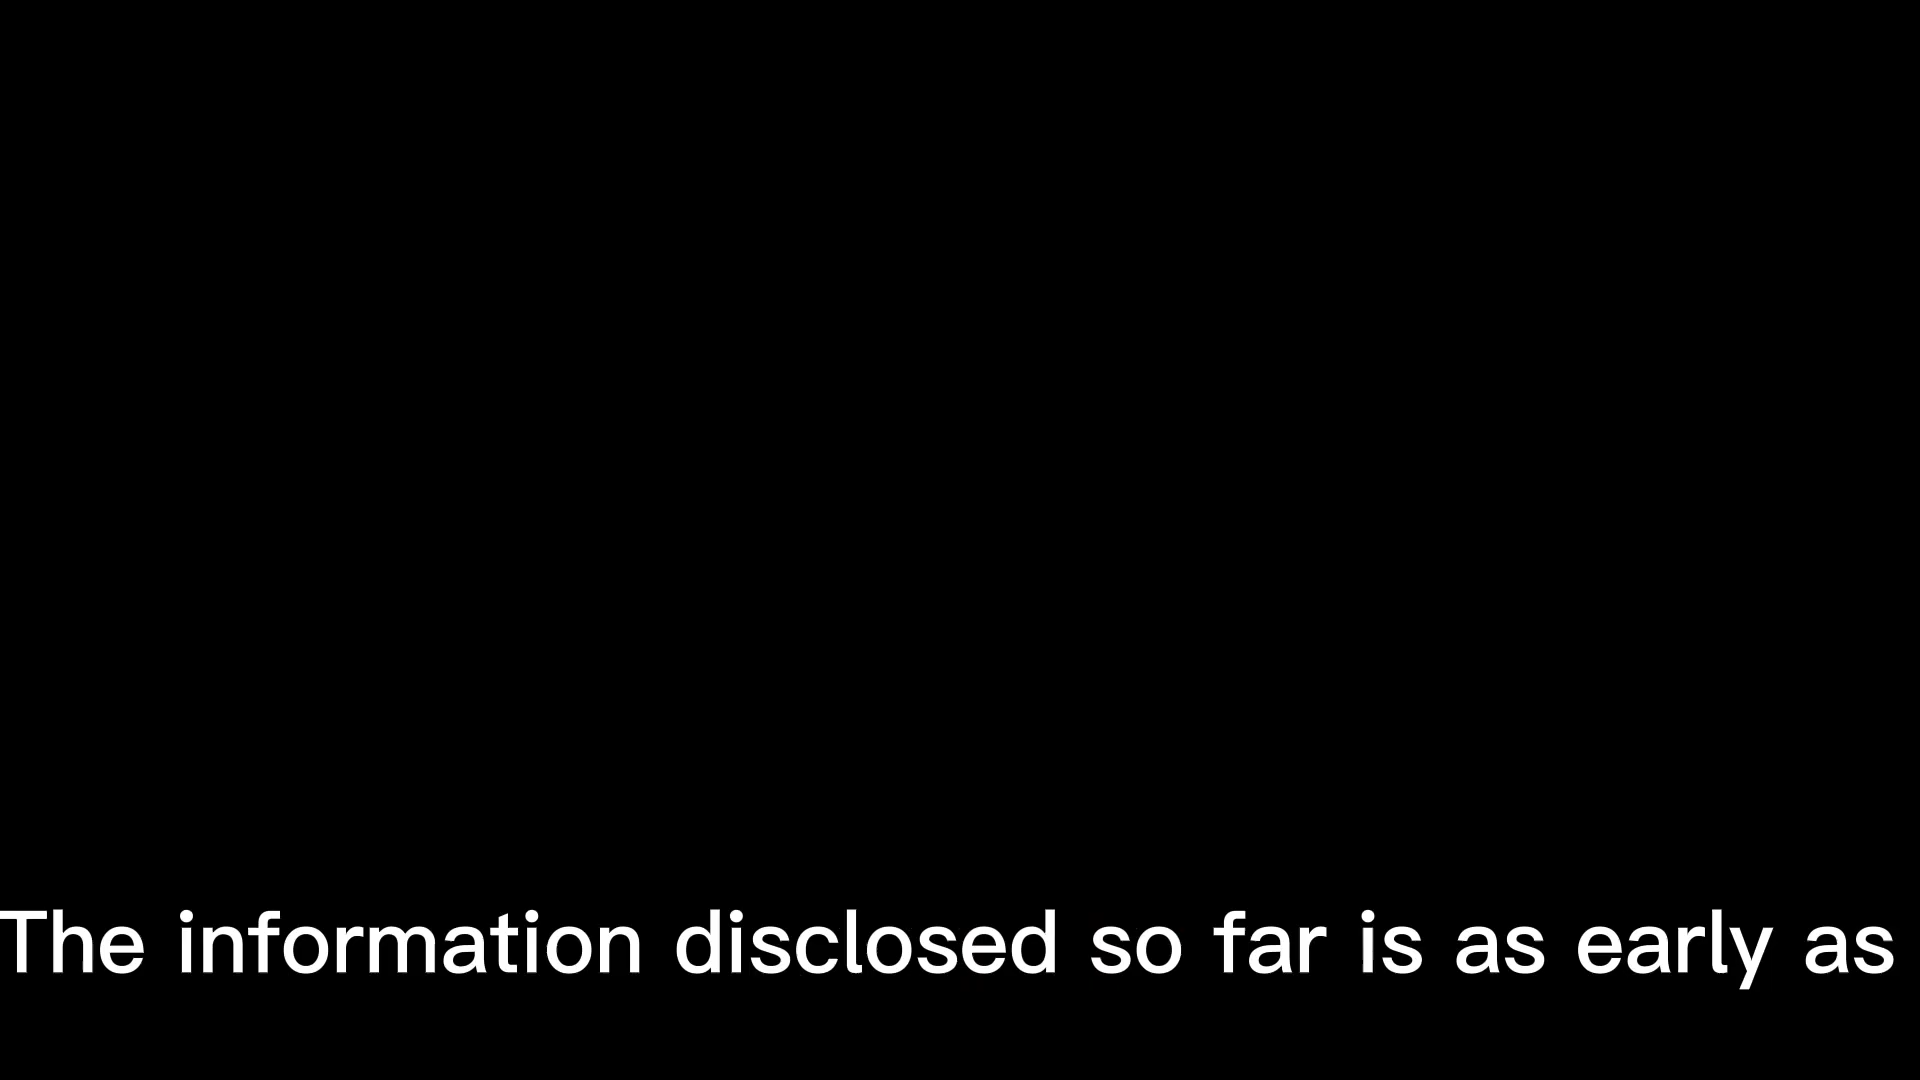 The information disclosed so far is as early as